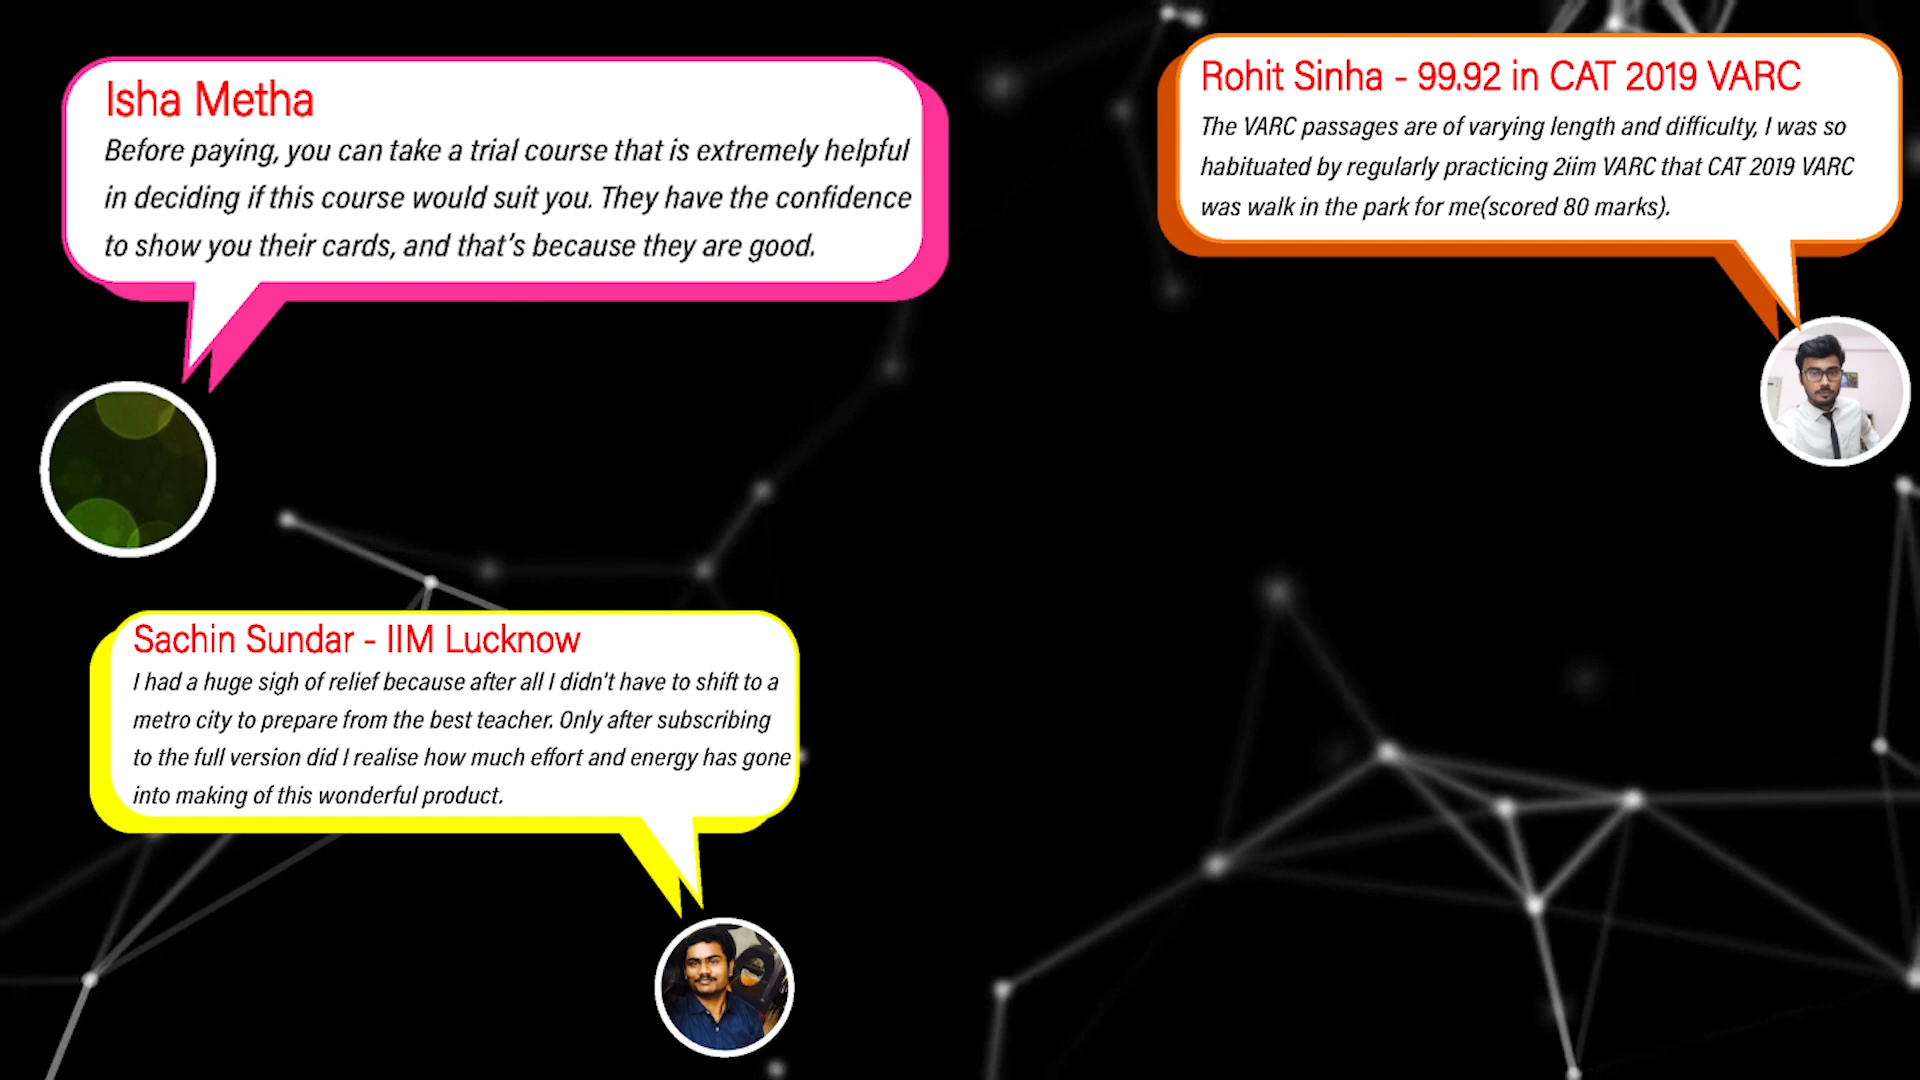 Isha Metha
Before paying, you can take a trial course that is extremely helpful
in deciding if this course would suit you. They have the confidence
to show you their cards, and that's because they are good.
Rohit Sinha - 99.92 in CAT 2019 VARC
The VARC passages are of varying length and difficulty, I was so
habituated by regularly practicing 2iim VARC that CAT 2019 VARC
was walk in the park for me(scored 80 marks).
Sachin Sundar - IIM Lucknow
I had a huge sigh of relief because after all I didn't have to shift to a
metro city to prepare from the best teacher. Only after subscribing
to the full version did I realise how much effort and energy has gone
into making of this wonderful product.